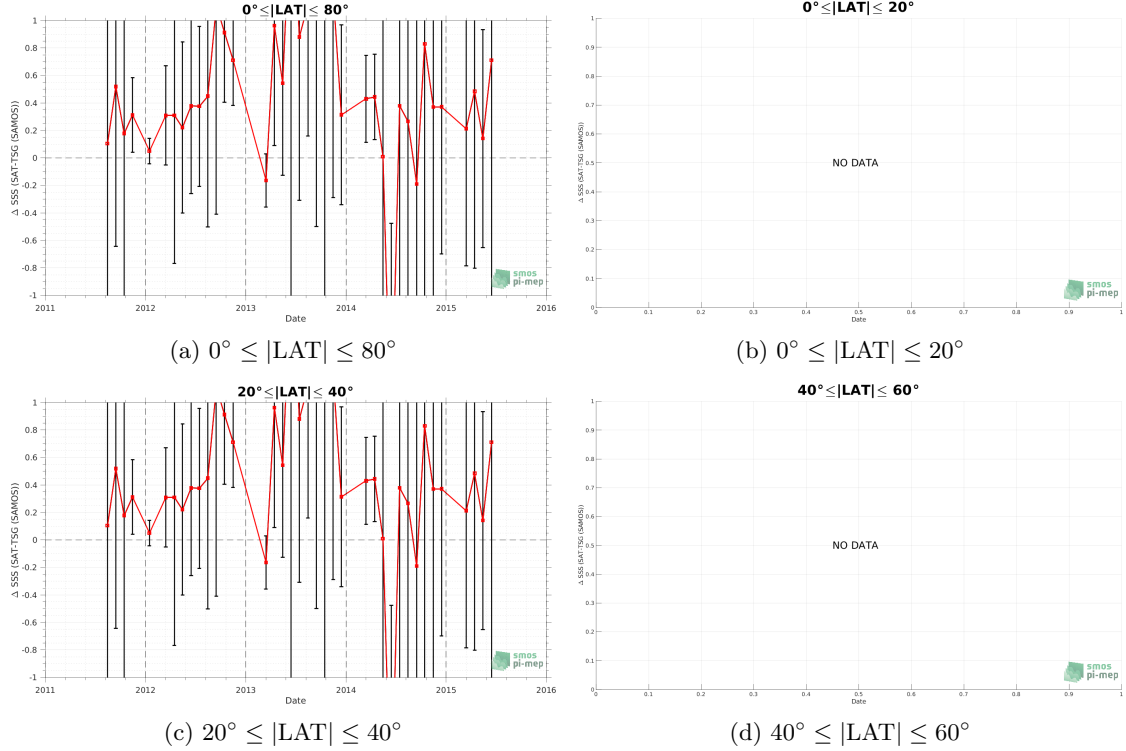 0°≤|LAT|≤ 80°
Δ SSS (SAT-TSG (SAMOS))
1
0.8
0.6
0.4
0.2
0
-0.2
-0.4
-0.6
-0.8
-1
2011 2012 2013 2014 2015 2016
Date
smos
pi-mep
(a) 0° ≤ |LAT| ≤ 80°
0°≤|LAT|≤ 20°
Δ SSS (SAT-TSG (SAMOS))
1
0.9
0.8
0.7
0.6
0.5
0.4
0.3
0.2
0.1
0
NO DATA
0 0.1 0.2 0.3 0.4 0.5 0.6 0.7 0.8 0.9 1
Date
smos
pi-mep
(b) 0° ≤ |LAT| ≤ 20°
20°≤|LAT|≤ 40°
Δ SSS (SAT-TSG (SAMOS))
1
0.8
0.6
0.4
0.2
0
-0.2
-0.4
-0.6
-0.8
-1
2011 2012 2013 2014 2015 2016
Date
smos
pi-mep
(c) 20° ≤ |LAT| ≤ 40°
40°≤|LAT|≤ 60°
Δ SSS (SAT-TSG (SAMOS))
1
0.9
0.8
0.7
0.6
0.5
0.4
0.3
0.2
0.1
0
NO DATA
0 0.1 0.2 0.3 0.4 0.5 0.6 0.7 0.8 0.9 1
Date
smos
pi-mep
(d) 40° ≤ |LAT| ≤ 60°